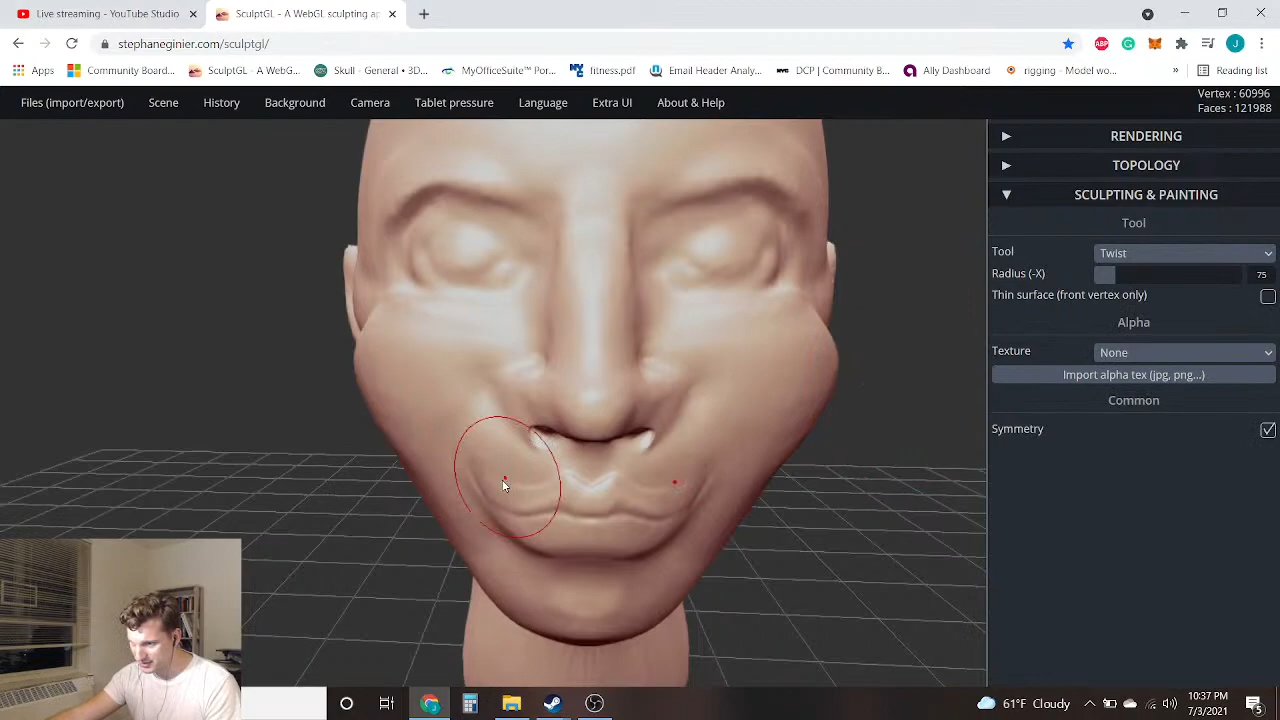 Live streaming - YouTube Studio
SculptGL - A WebGL sculpting ap
stephaneginier.com/sculptgl/
ABP
G
J
Apps
Community Board...
SculptGL - A WebG...
Skull - General • 3D...
MyOfficeSuite™ Por...
fitness.pdf
Email Header Analy...
DCP | Community B...
Ally Dashboard
rigging - Model wo...
»
Reading list
Files (import/export)
Scene
History
Background
Camera
Tablet pressure
Language
Extra UI
About & Help
Vertex : 60996
Faces : 121988
RENDERING
TOPOLOGY
SCULPTING & PAINTING
Tool
Tool
Twist
Radius (-X)
75
Thin surface (front vertex only)
Alpha
Texture
None
Import alpha tex (jpg, png...)
Common
Symmetry
61°F Cloudy
10:37 PM
7/3/2021